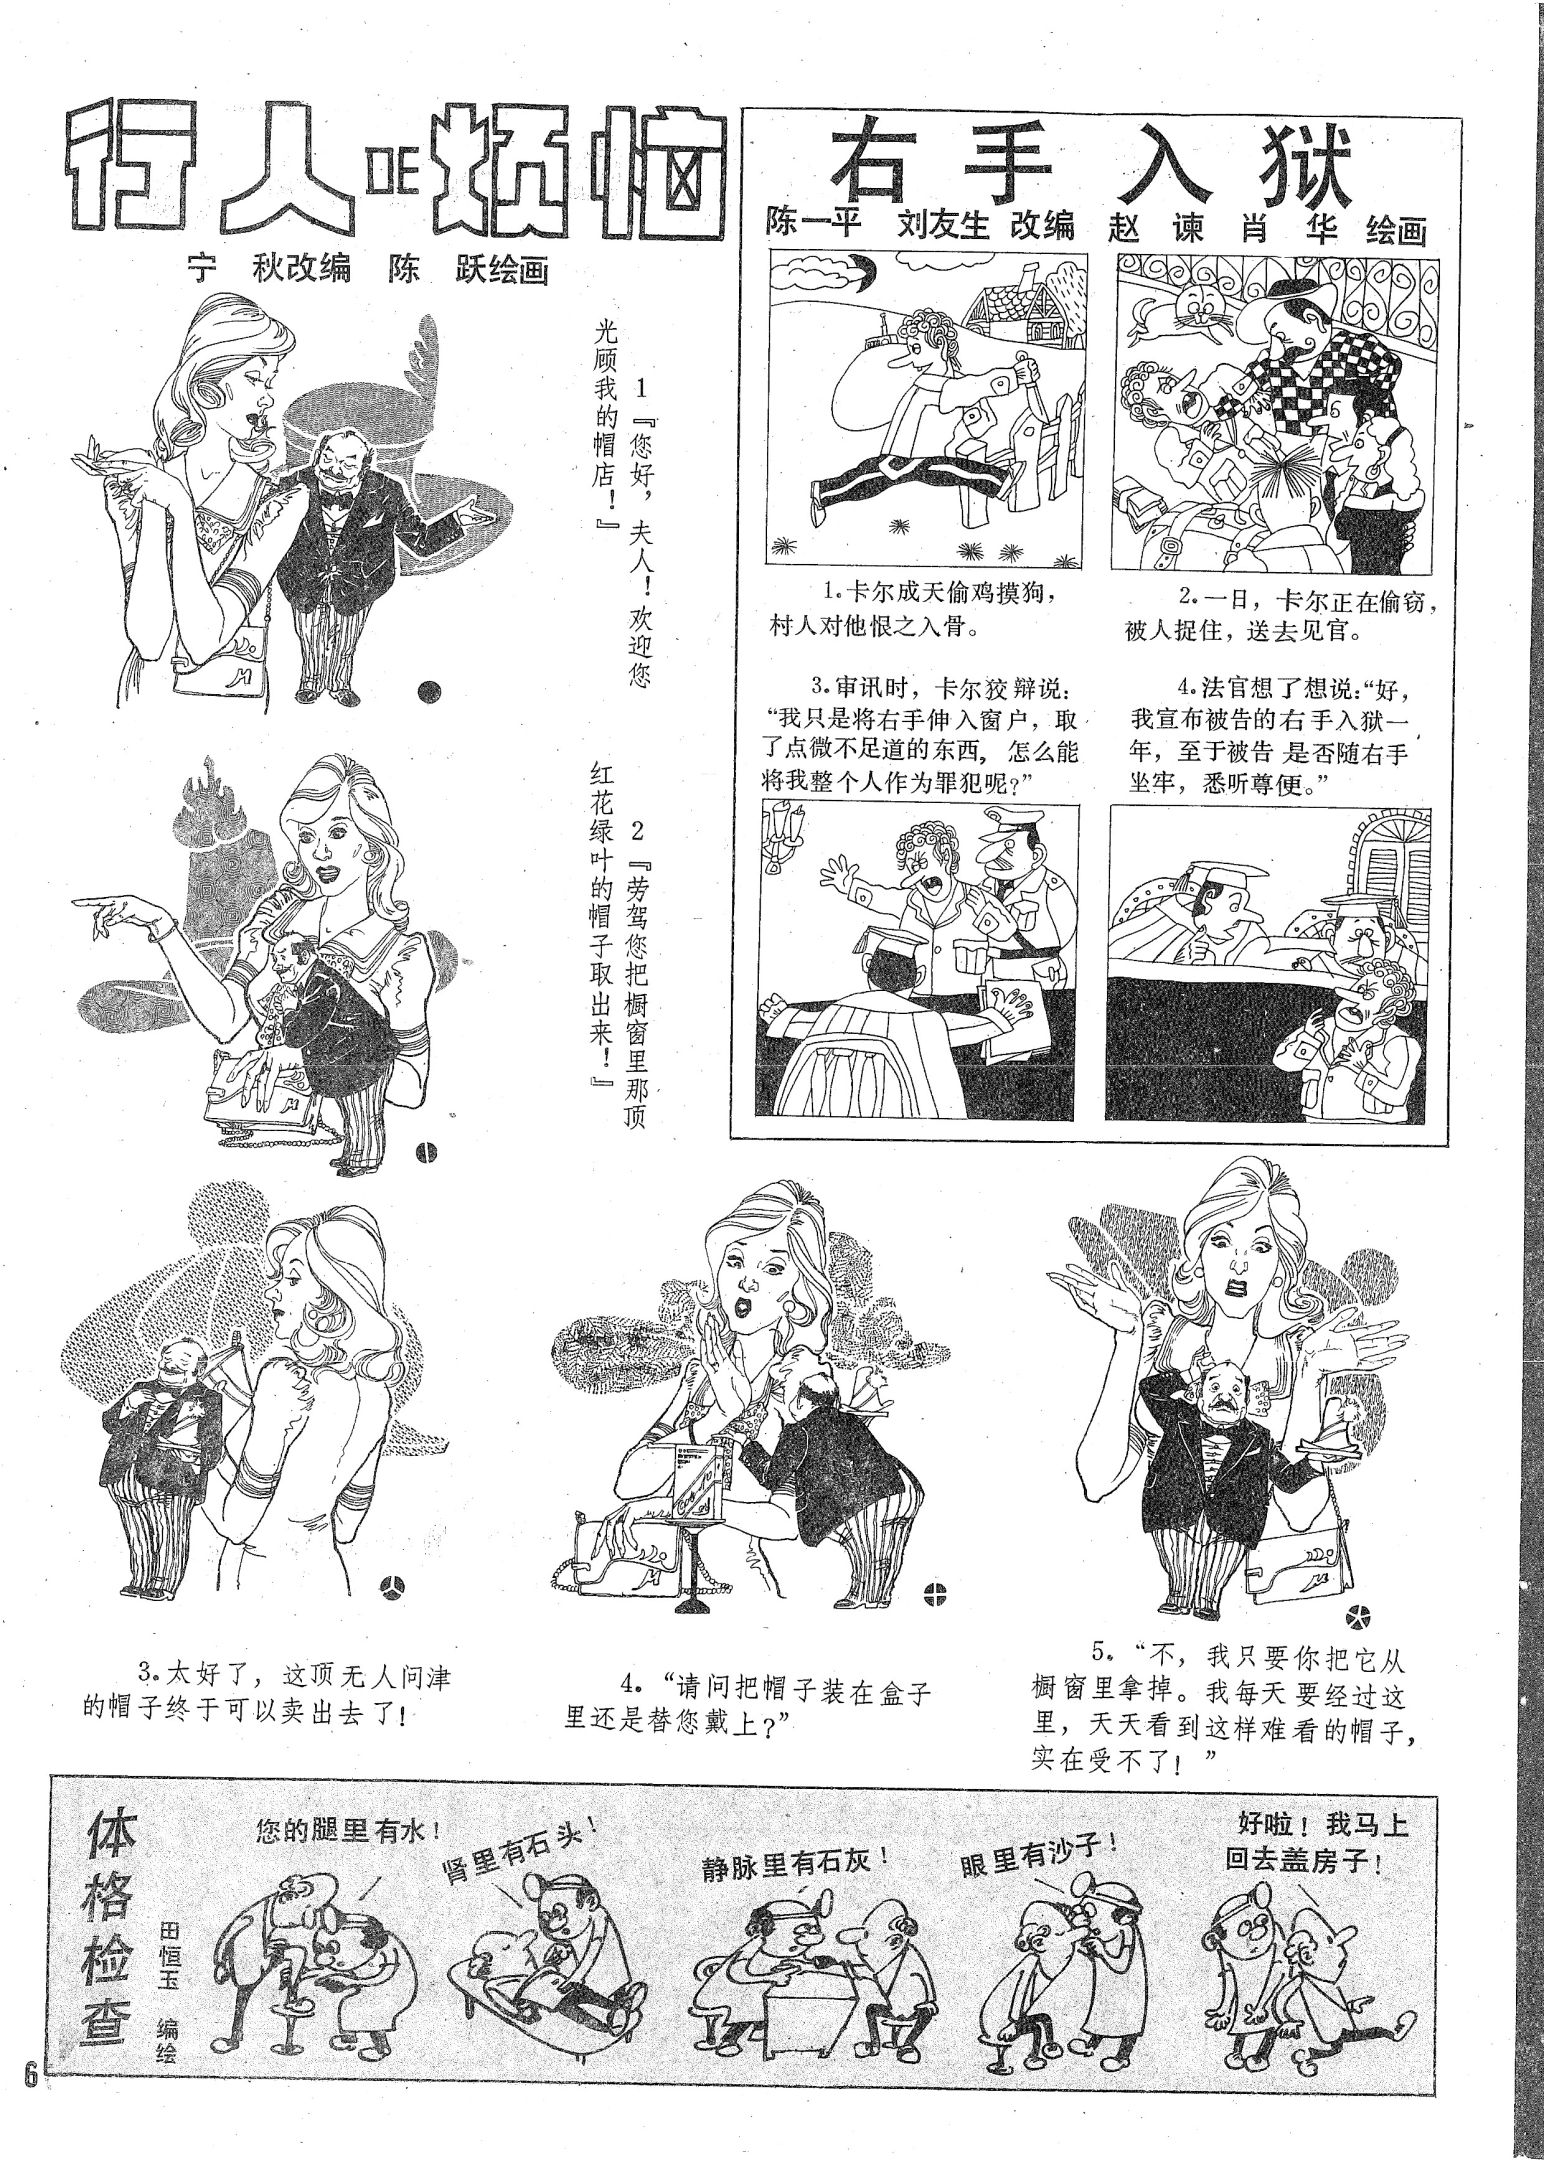 行人DE烦恼
宁 秋改编 陈 跃绘画
1『您好，夫人！欢迎您
光顾我的帽店！』
2『劳驾您把橱窗里那顶
红花绿叶的帽子取出来！』
3.太好了，这顶无人问津
的帽子终于可以卖出去了！
4.“请问把帽子装在盒子
里还是替您戴上？”
5.“不，我只要你把它从
橱窗里拿掉。我每天要经过这
里，天天看到这样难看的帽子，
实在受不了！”
右手入狱
陈一平 刘友生 改编 赵 谏 肖 华 绘画
1.卡尔成天偷鸡摸狗，
村人对他恨之入骨。
2.一日，卡尔正在偷窃，
被人捉住，送去见官。
3.审讯时，卡尔狡辩说：
“我只是将右手伸入窗户，取
了点微不足道的东西，怎么能
将我整个人作为罪犯呢？”
4.法官想了想说：“好，
我宣布被告的右手入狱一
年，至于被告是否随右手
坐牢，悉听尊便。”
体格检查
田恒玉 编绘
您的腿里有水！
肾里有石头！
静脉里有石灰！
眼里有沙子！
好啦！我马上
回去盖房子！
6